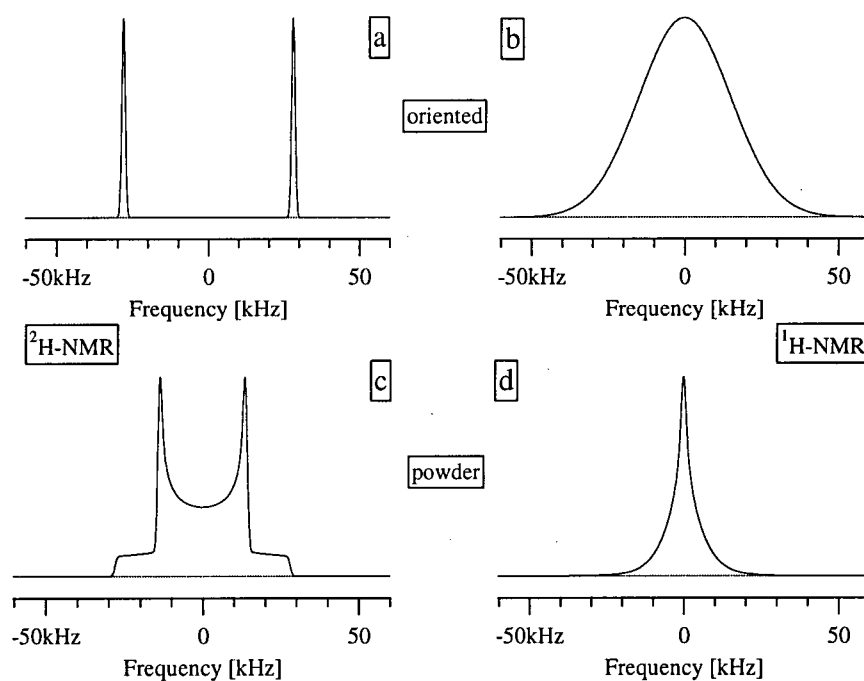 a
b
oriented
-50kHz 0 50
-50kHz 0 50
Frequency [kHz]
Frequency [kHz]
²H-NMR
¹H-NMR
c
d
powder
-50kHz 0 50
-50kHz 0 50
Frequency [kHz]
Frequency [kHz]